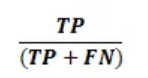 TP
(TP + FN)